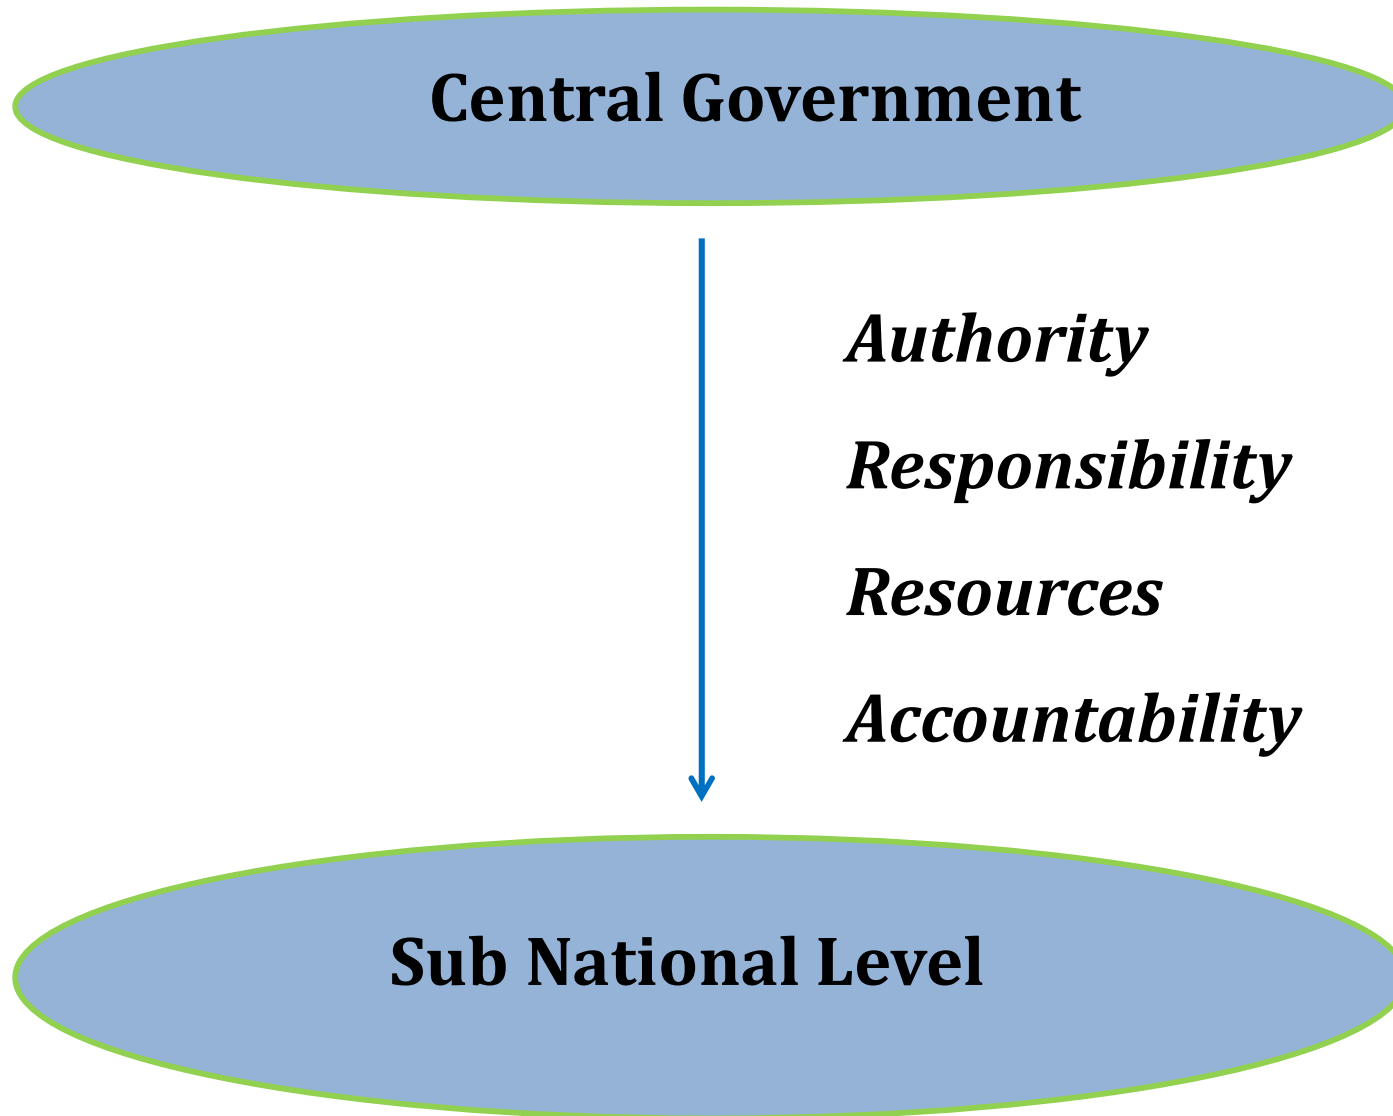 Central Government
Authority
Responsibility
Resources
Accountability
Sub National Level